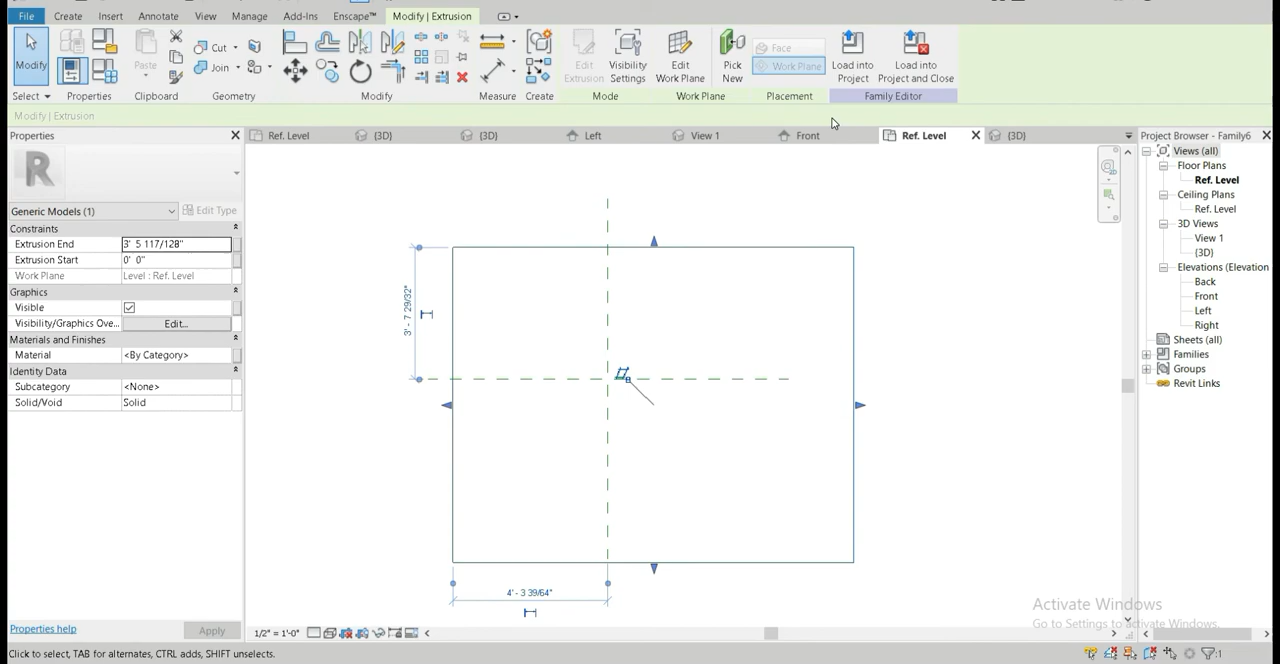 File Create Insert Annotate View Manage Add-Ins Enscape™ Modify | Extrusion
Modify Paste Cut Join Edit Extrusion Visibility Settings Edit Work Plane Pick New Face Work Plane Load into Project Load into Project and Close
Select Properties Clipboard Geometry Modify Measure Create Mode Work Plane Placement Family Editor
Modify | Extrusion
Properties
Ref. Level {3D} {3D} Left View 1 Front Ref. Level {3D}
Project Browser - Family6
R
Generic Models (1) Edit Type
Constraints
Extrusion End 3' 5 117/128"
Extrusion Start 0' 0"
Work Plane Level : Ref. Level
Graphics
Visible
Visibility/Graphics Ove... Edit...
Materials and Finishes
Material <By Category>
Identity Data
Subcategory <None>
Solid/Void Solid
Properties help Apply
3' - 7 29/32"
4' - 3 39/64"
Views (all)
Floor Plans
Ref. Level
Ceiling Plans
Ref. Level
3D Views
View 1
{3D}
Elevations (Elevation
Back
Front
Left
Right
Sheets (all)
Families
Groups
Revit Links
Activate Windows
Go to Settings to activate Windows.
1/2" = 1'-0"
Click to select, TAB for alternates, CTRL adds, SHIFT unselects.
:1